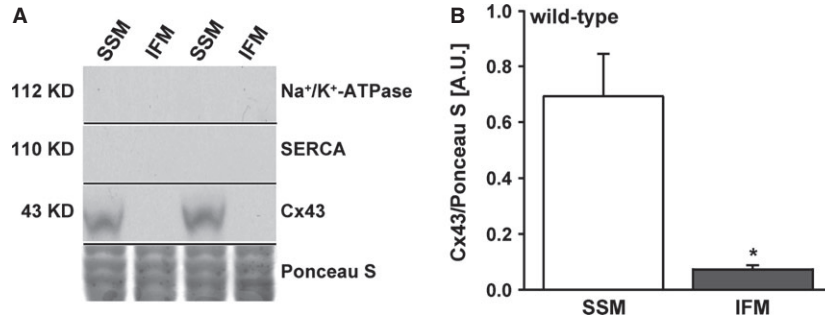 A
SSM IFM SSM IFM
112 KD Na⁺/K⁺-ATPase
110 KD SERCA
43 KD Cx43
Ponceau S
B
wild-type
Cx43/Ponceau S [A.U.]
1.0
0.8
0.6
0.4
0.2
0.0
*
SSM IFM